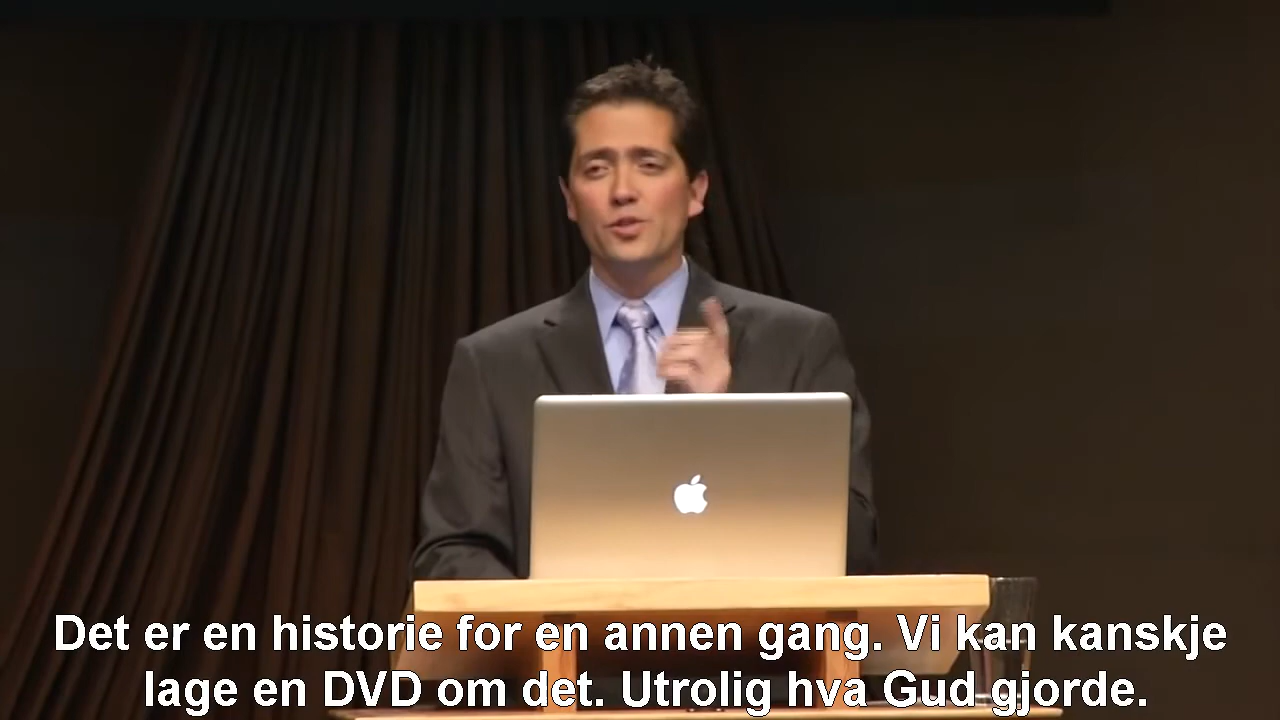 Det er en historie for en annen gang. Vi kan kanskje
lage en DVD om det. Utrolig hva Gud gjorde.